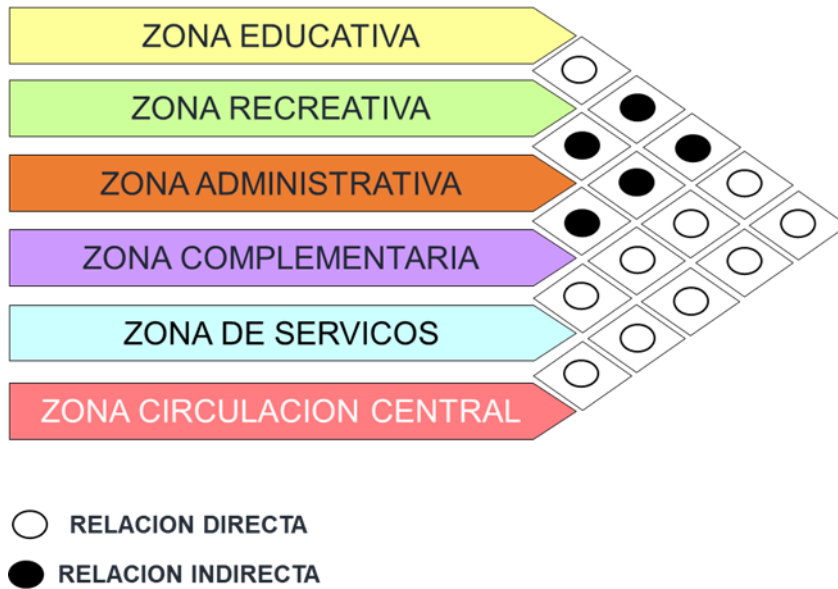 ZONA EDUCATIVA
ZONA RECREATIVA
ZONA ADMINISTRATIVA
ZONA COMPLEMENTARIA
ZONA DE SERVICOS
ZONA CIRCULACION CENTRAL
RELACION DIRECTA
RELACION INDIRECTA